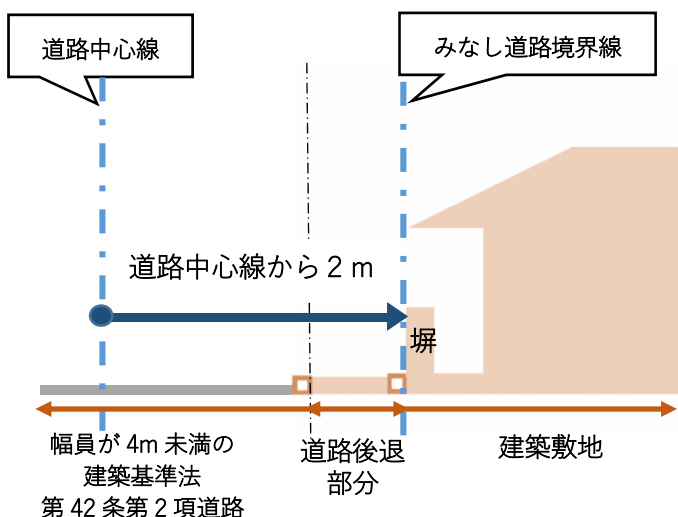 道路中心線
みなし道路境界線
道路中心線から2m
塀
幅員が 4m 未満の
建築基準法
第 42 条第 2 項道路
道路後退
部分
建築敷地